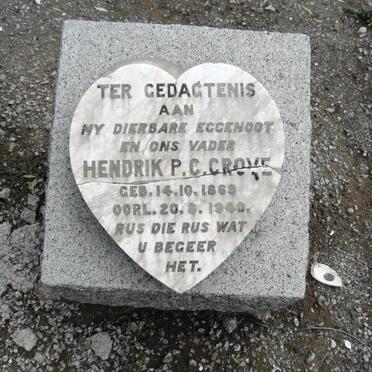 TER GEDAGTENIS
AAN
MY DIERBARE EGGENOOT
EN ONS VADER
HENDRIK P.C. GROVE
GEB. 14.10.1869
OORL. 20.8.1940.
RUS DIE RUS WAT
U BEGEER
HET.